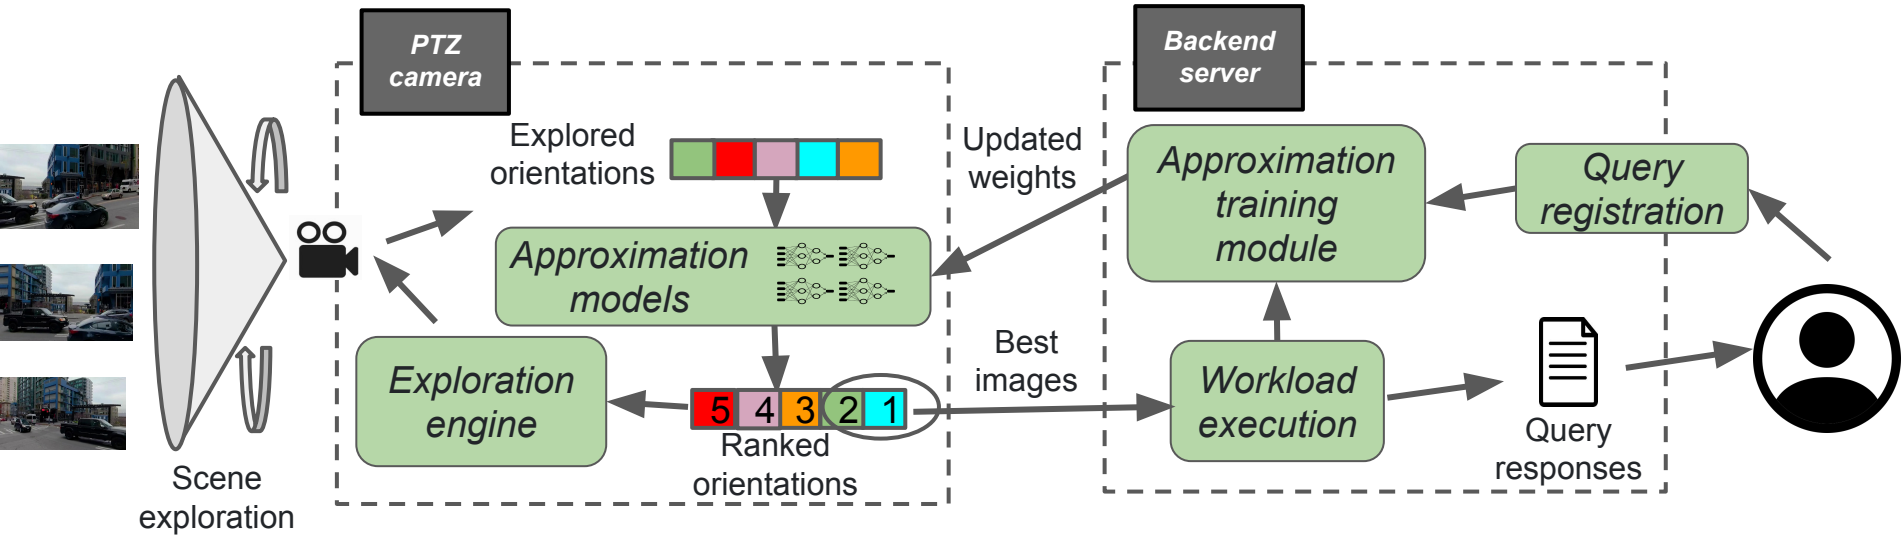 PTZ
camera
Backend
server
Explored
orientations
Updated
weights
Approximation
training
module
Query
registration
Approximation
models
Exploration
engine
5 4 3 2 1
Ranked
orientations
Best
images
Workload
execution
Query
responses
Scene
exploration